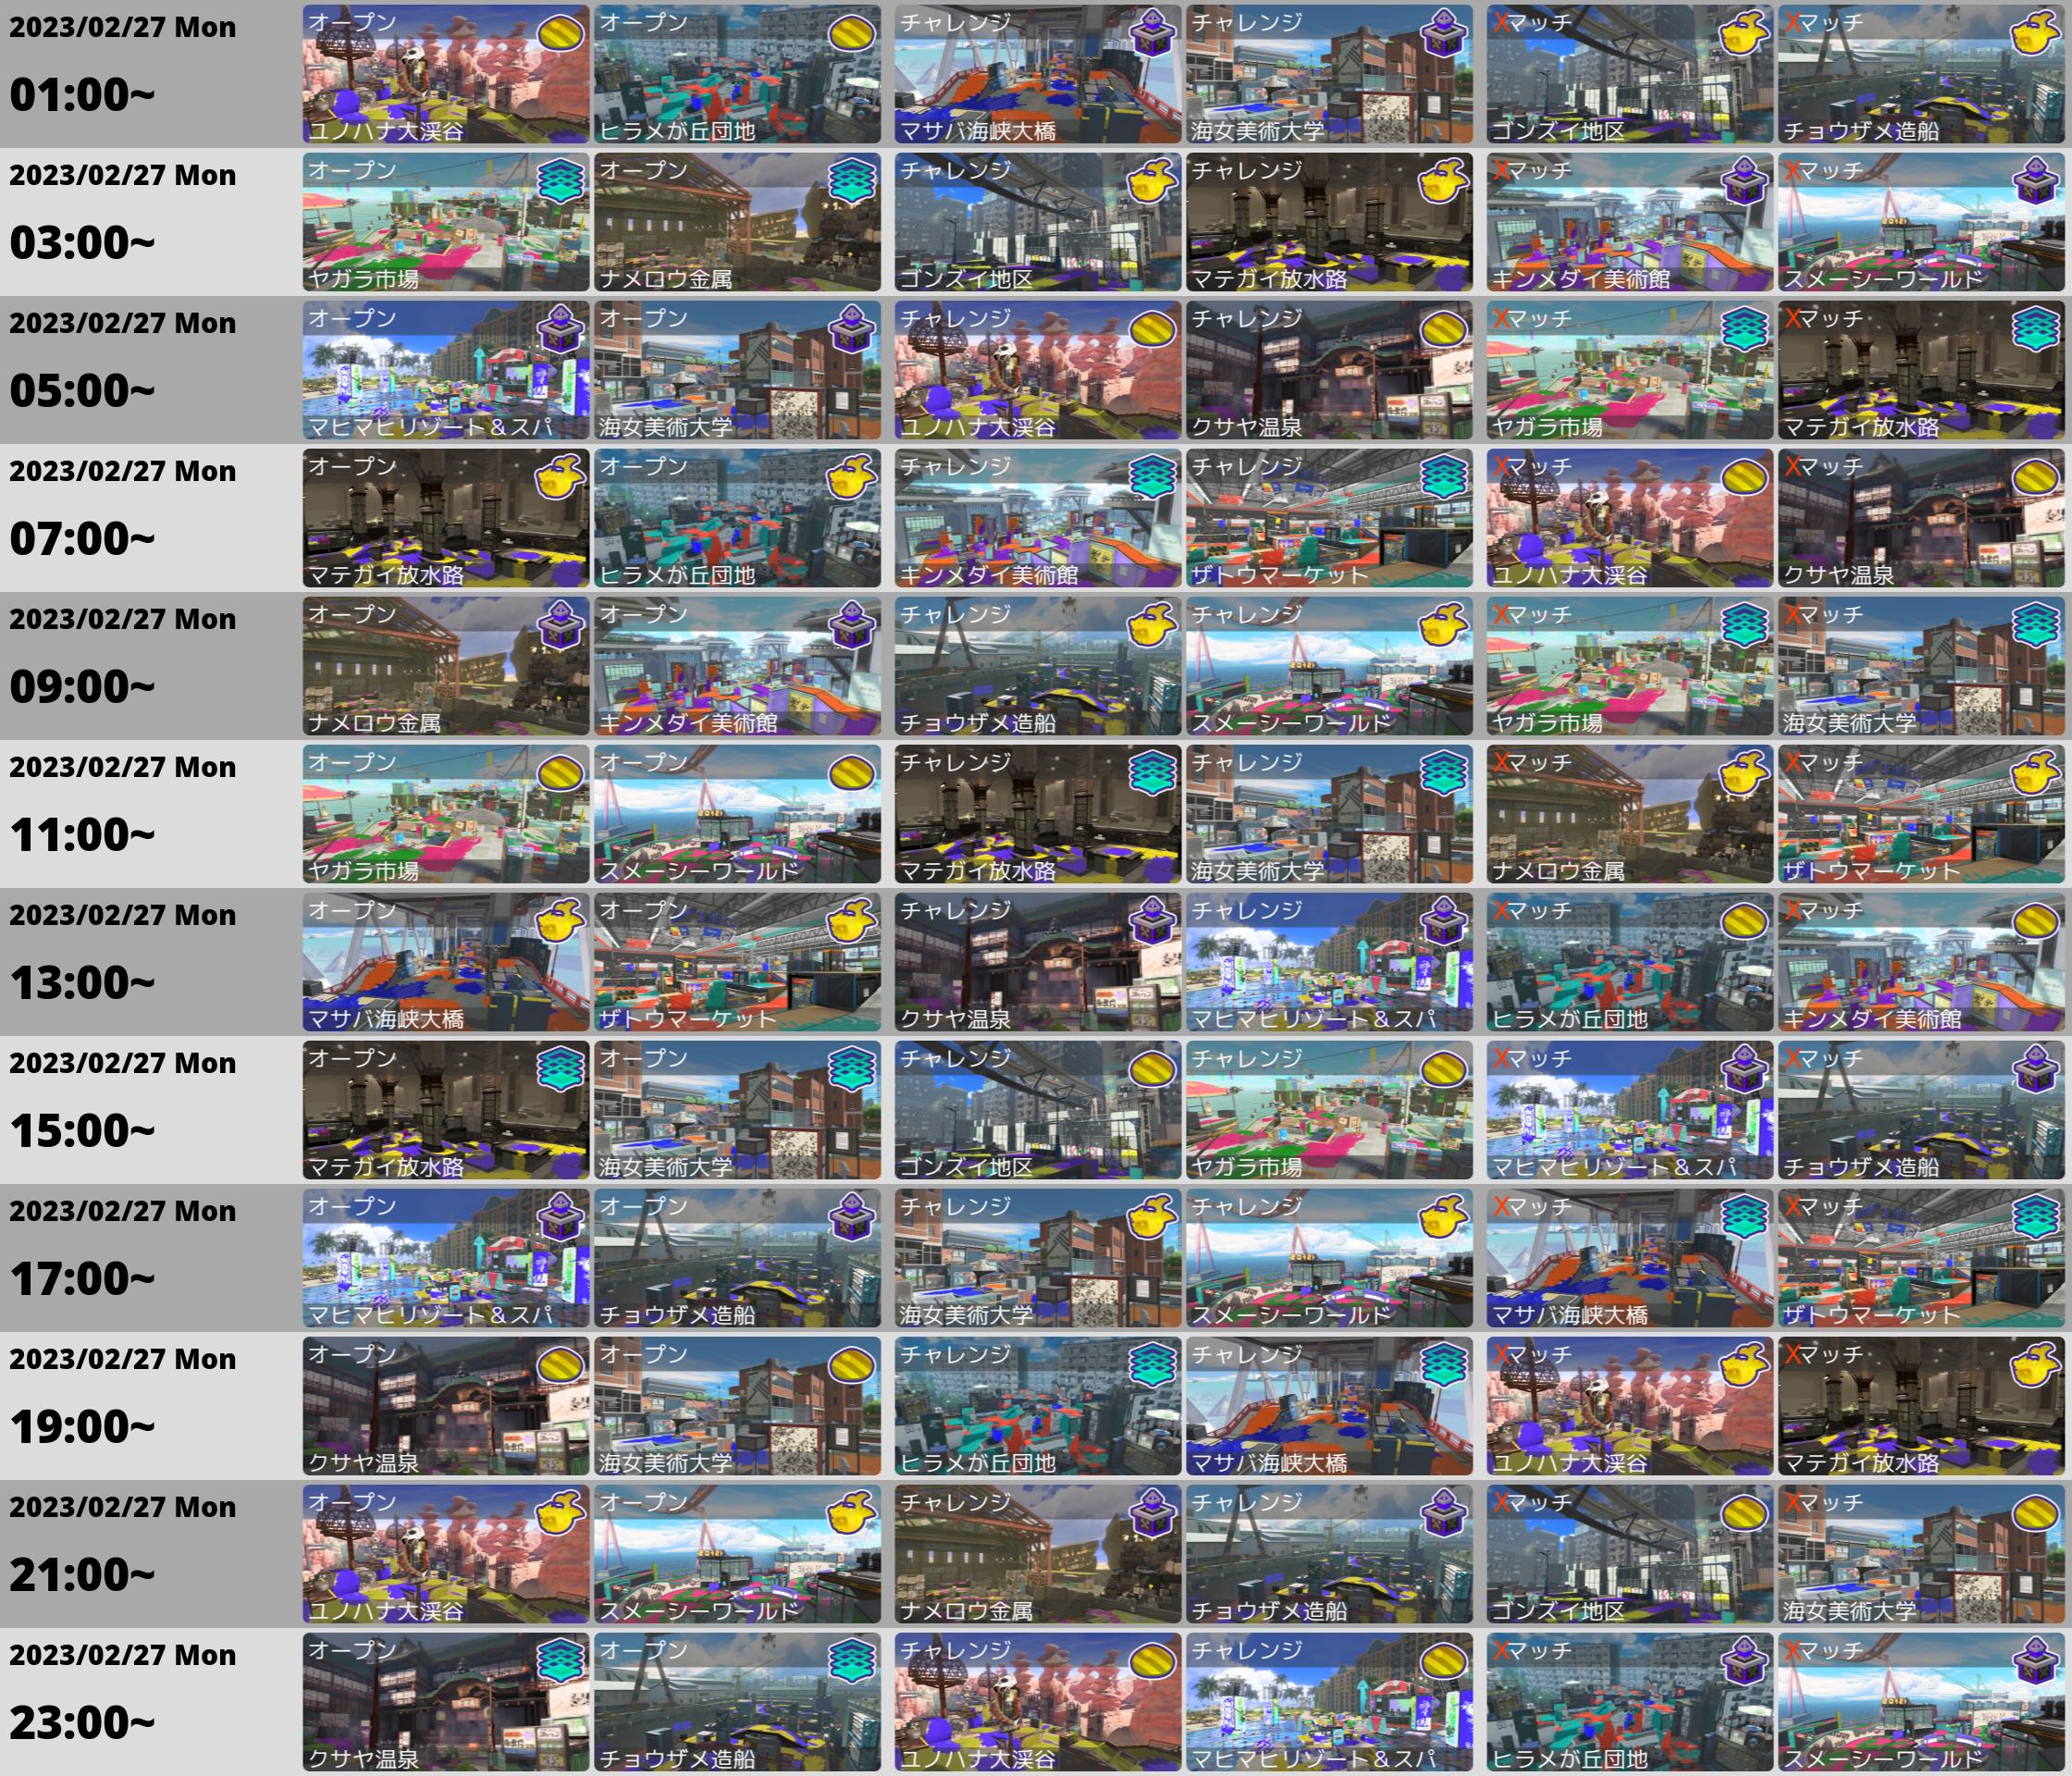 2023/02/27 Mon
01:00~
オープン オープン チャレンジ チャレンジ Xマッチ Xマッチ
ユノハナ大渓谷 ヒラメが丘団地 マサバ海峡大橋 海女美術大学 ゴンズイ地区 チョウザメ造船
2023/02/27 Mon
03:00~
オープン オープン チャレンジ チャレンジ Xマッチ Xマッチ
ヤガラ市場 ナメロウ金属 ゴンズイ地区 マテガイ放水路 キンメダイ美術館 スメーシーワールド
2023/02/27 Mon
05:00~
オープン オープン チャレンジ チャレンジ Xマッチ Xマッチ
マヒマヒリゾート＆スパ 海女美術大学 ユノハナ大渓谷 クサヤ温泉 ヤガラ市場 マテガイ放水路
2023/02/27 Mon
07:00~
オープン オープン チャレンジ チャレンジ Xマッチ Xマッチ
マテガイ放水路 ヒラメが丘団地 キンメダイ美術館 ザトウマーケット ユノハナ大渓谷 クサヤ温泉
2023/02/27 Mon
09:00~
オープン オープン チャレンジ チャレンジ Xマッチ Xマッチ
ナメロウ金属 キンメダイ美術館 チョウザメ造船 スメーシーワールド ヤガラ市場 海女美術大学
2023/02/27 Mon
11:00~
オープン オープン チャレンジ チャレンジ Xマッチ Xマッチ
ヤガラ市場 スメーシーワールド マテガイ放水路 海女美術大学 ナメロウ金属 ザトウマーケット
2023/02/27 Mon
13:00~
オープン オープン チャレンジ チャレンジ Xマッチ Xマッチ
マサバ海峡大橋 ザトウマーケット クサヤ温泉 マヒマヒリゾート＆スパ ヒラメが丘団地 キンメダイ美術館
2023/02/27 Mon
15:00~
オープン オープン チャレンジ チャレンジ Xマッチ Xマッチ
マテガイ放水路 海女美術大学 ゴンズイ地区 ヤガラ市場 マヒマヒリゾート＆スパ チョウザメ造船
2023/02/27 Mon
17:00~
オープン オープン チャレンジ チャレンジ Xマッチ Xマッチ
マヒマヒリゾート＆スパ チョウザメ造船 海女美術大学 スメーシーワールド マサバ海峡大橋 ザトウマーケット
2023/02/27 Mon
19:00~
オープン オープン チャレンジ チャレンジ Xマッチ Xマッチ
クサヤ温泉 海女美術大学 ヒラメが丘団地 マサバ海峡大橋 ユノハナ大渓谷 マテガイ放水路
2023/02/27 Mon
21:00~
オープン オープン チャレンジ チャレンジ Xマッチ Xマッチ
ユノハナ大渓谷 スメーシーワールド ナメロウ金属 チョウザメ造船 ゴンズイ地区 海女美術大学
2023/02/27 Mon
23:00~
オープン オープン チャレンジ チャレンジ Xマッチ Xマッチ
クサヤ温泉 チョウザメ造船 ユノハナ大渓谷 マヒマヒリゾート＆スパ ヒラメが丘団地 スメーシーワールド